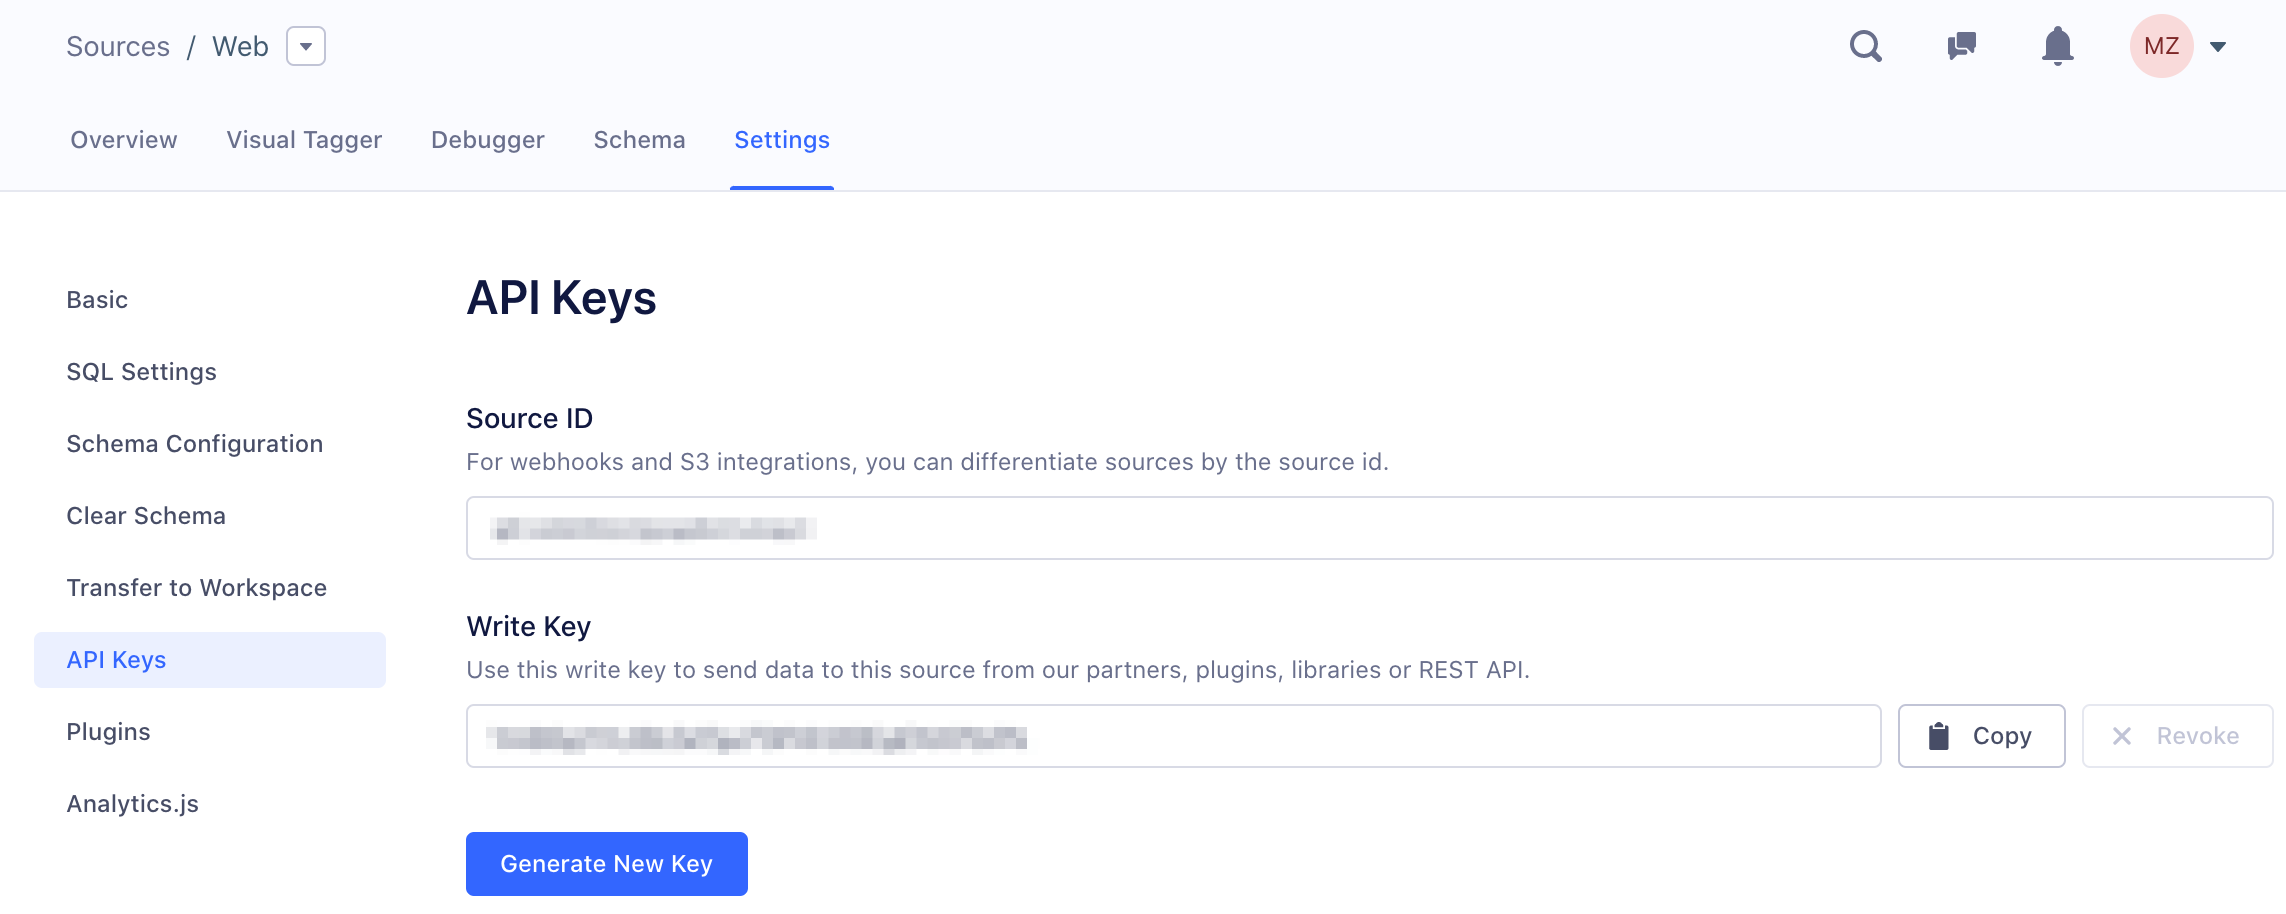 Sources / Web
MZ
Overview Visual Tagger Debugger Schema Settings
Basic
SQL Settings
Schema Configuration
Clear Schema
Transfer to Workspace
API Keys
Plugins
Analytics.js
API Keys
Source ID
For webhooks and S3 integrations, you can differentiate sources by the source id.
Write Key
Use this write key to send data to this source from our partners, plugins, libraries or REST API.
Copy Revoke
Generate New Key